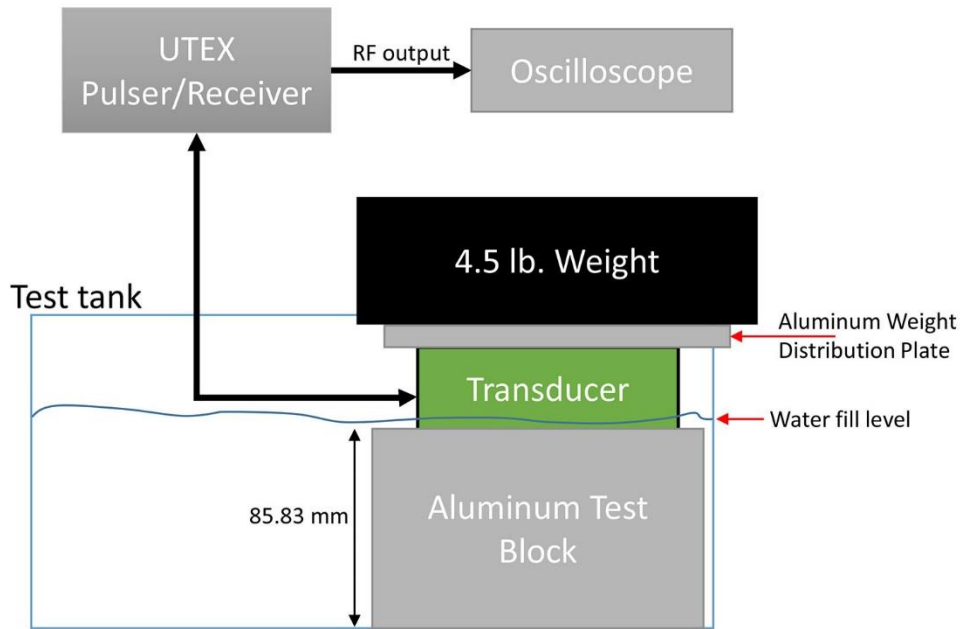 UTEX
Pulser/Receiver
RF output
Oscilloscope
4.5 lb. Weight
Test tank
Aluminum Weight
Distribution Plate
Transducer
Water fill level
85.83 mm
Aluminum Test
Block